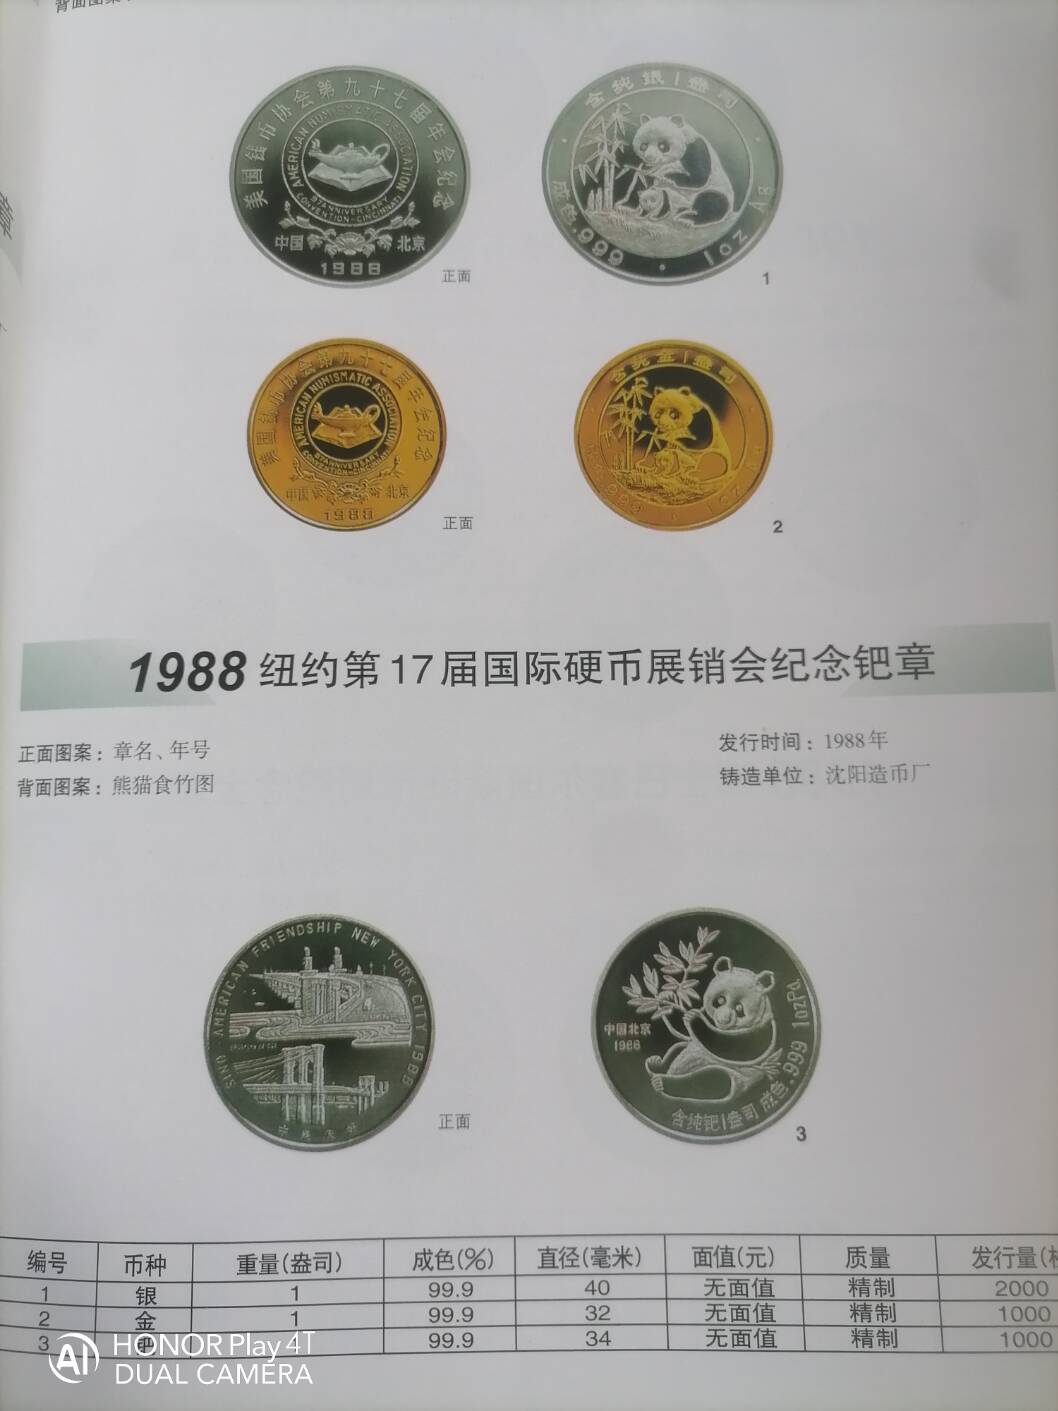 背面图案
美国钱币协会第九十七届年会纪念
AMERICAN NUMISMATIC ASSOCIATION
97th ANNIVERSARY
CONVENTION-CINCINNATI
中国 北京
1988
正面
含纯银1盎司
成色.999 · 1oz Ag
1
美国钱币协会第九十七届年会纪念
AMERICAN NUMISMATIC ASSOCIATION
97th ANNIVERSARY
CONVENTION-CINCINNATI
中国 北京
1988
正面
含纯金1盎司
.999 1oz
2
1988 纽约第17届国际硬币展销会纪念钯章
正面图案：章名、年号
背面图案：熊猫食竹图
发行时间：1988年
铸造单位：沈阳造币厂
SINO AMERICAN FRIENDSHIP NEW YORK CITY 1988
正面
中国北京
1988
含纯钯1盎司 成色.999 1ozPd
3
编号 币种 重量(盎司) 成色(%) 直径(毫米) 面值(元) 质量 发行量(
1 银 1 99.9 40 无面值 精制 2000
2 金 1 99.9 32 无面值 精制 1000
3 钯 99.9 34 无面值 精制 1000
AI HONOR Play 4T
DUAL CAMERA